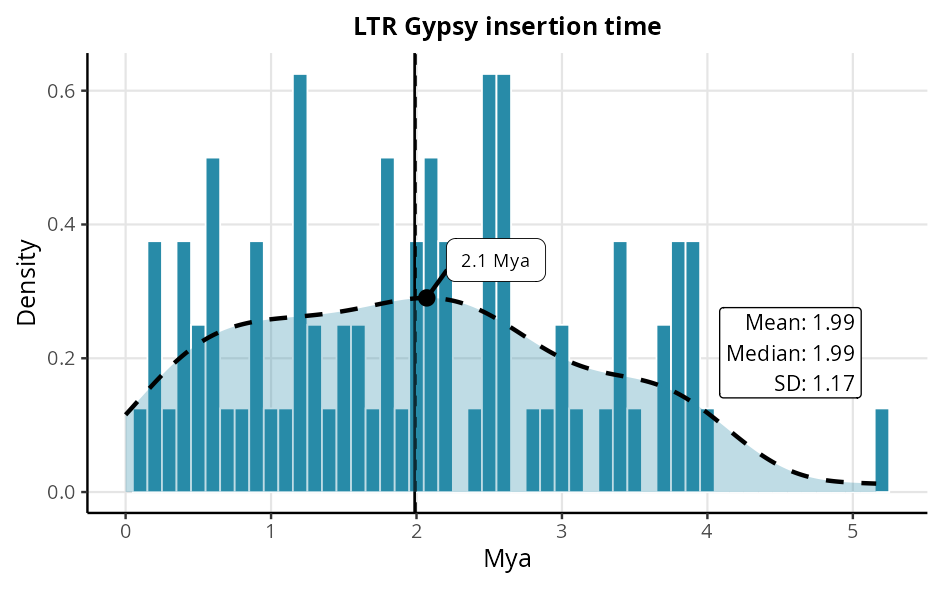 LTR Gypsy insertion time
Density
0.6
0.4
0.2
0.0
2.1 Mya
Mean: 1.99
Median: 1.99
SD: 1.17
0 1 2 3 4 5
Mya